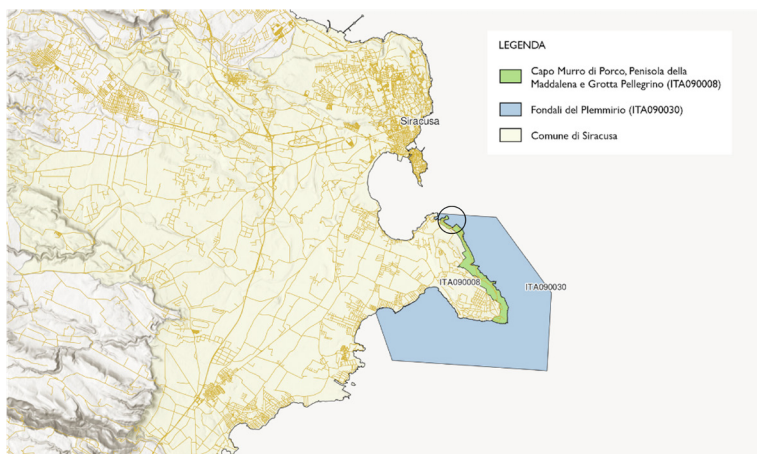 LEGENDA
Capo Murro di Porco, Penisola della
Maddalena e Grotta Pellegrino (ITA090008)
Fondali del Plemmirio (ITA090030)
Comune di Siracusa
Siracusa
ITA090008
ITA090030